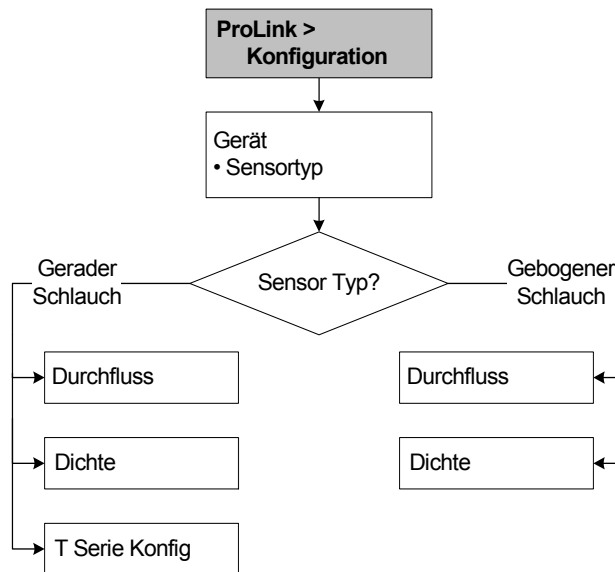 ProLink >
Konfiguration
Gerät
• Sensortyp
Sensor Typ?
Gerader
Schlauch
Gebogener
Schlauch
Durchfluss
Dichte
T Serie Konfig
Durchfluss
Dichte